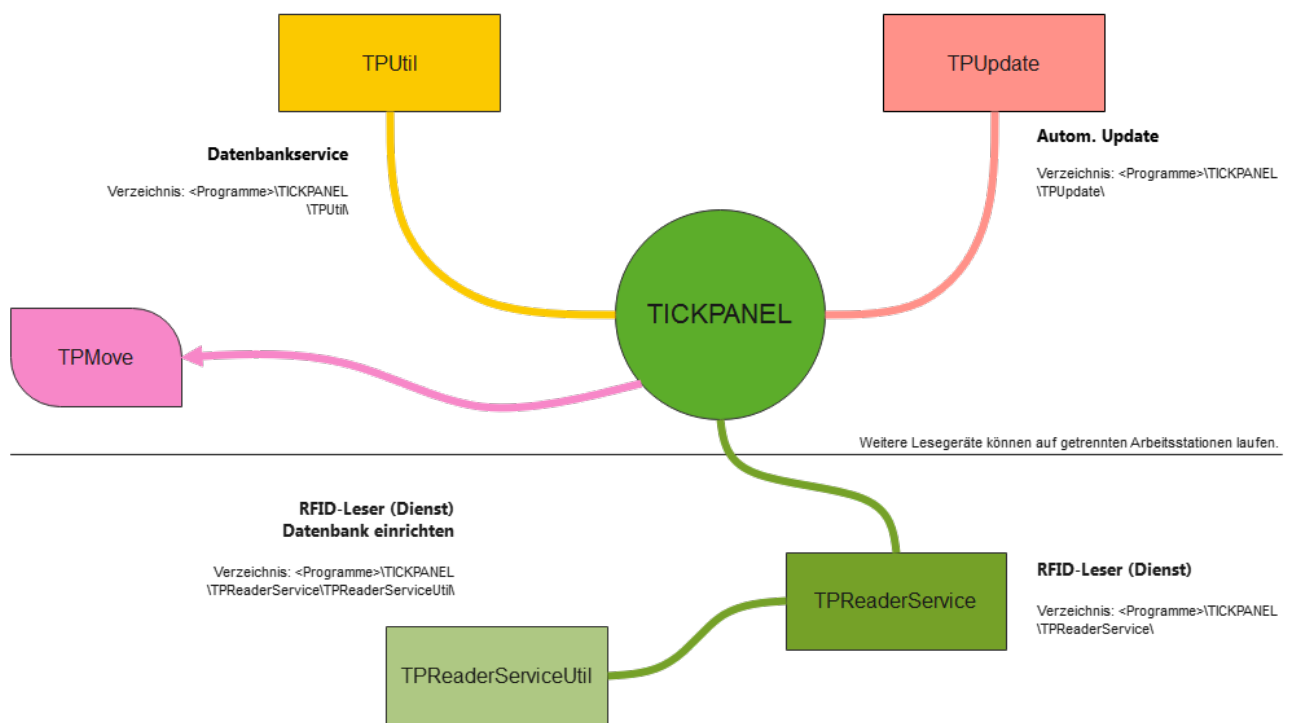 TPUtil
TPUpdate
Datenbankservice
Verzeichnis: <Programme>\TICKPANEL
\TPUtil\
Autom. Update
Verzeichnis: <Programme>\TICKPANEL
\TPUpdate\
TICKPANEL
TPMove
Weitere Lesegeräte können auf getrennten Arbeitsstationen laufen.
RFID-Leser (Dienst)
Datenbank einrichten
Verzeichnis: <Programme>\TICKPANEL
\TPReaderService\TPReaderServiceUtil\
TPReaderService
RFID-Leser (Dienst)
Verzeichnis: <Programme>\TICKPANEL
\TPReaderService\
TPReaderServiceUtil